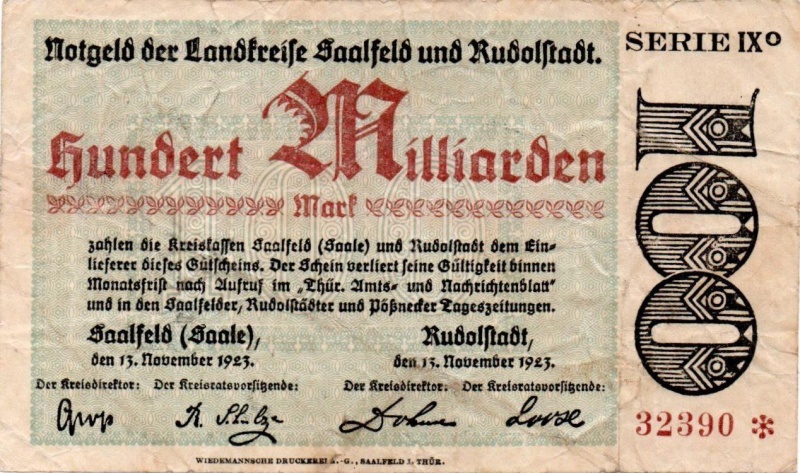 Notgeld der Landkreise Saalfeld und Rudolstadt.
Hundert Milliarden
Mark
zahlen die Kreiskassen Saalfeld (Saale) und Rudolstadt dem Ein-
lieferer dieses Gutscheins. Der Schein verliert seine Gültigkeit binnen
Monatsfrist nach Aufruf im „Thür. Amts- und Nachrichtenblatt“
und in den Saalfelder, Rudolstädter und Pößnecker Tageszeitungen.
Saalfeld (Saale), Rudolstadt,
den 13. November 1923. den 13. November 1923.
Der Kreisdirektor: Der Kreisratsvorsitzende: Der Kreisdirektor: Der Kreisratsvorsitzende:
K. Schulze Loose
WIEDEMANNSCHE DRUCKEREI A.-G., SAALFELD I. THÜR.
SERIE IXo
100
32390 *